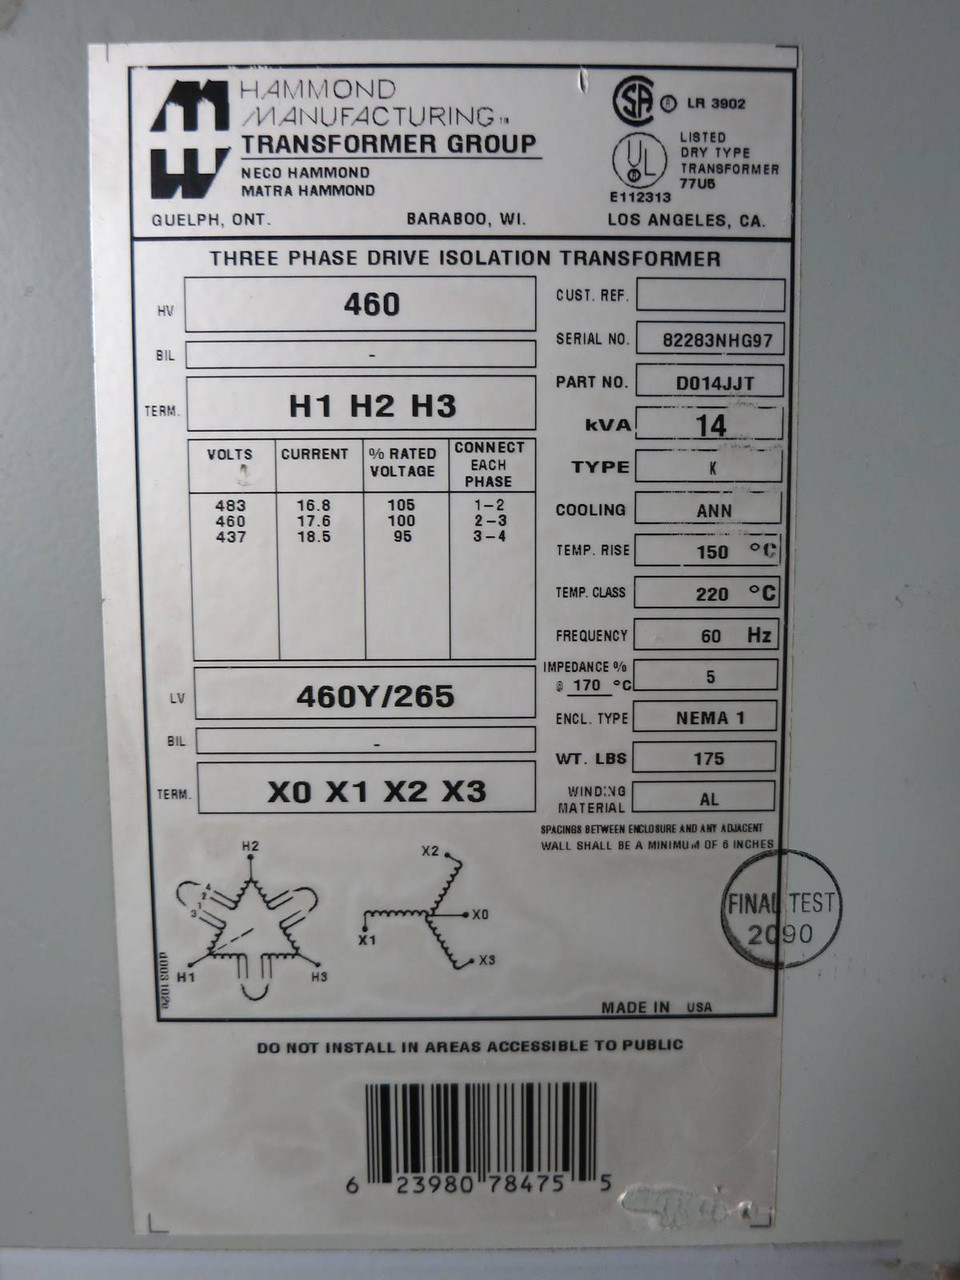 HAMMOND
MANUFACTURING™
TRANSFORMER GROUP
NECO HAMMOND
MATRA HAMMOND
SA ® LR 3902
UL
LISTED
DRY TYPE
TRANSFORMER
77U6
E112313
GUELPH, ONT. BARABOO, WI. LOS ANGELES, CA.
THREE PHASE DRIVE ISOLATION TRANSFORMER
HV 460
BIL -
TERM. H1 H2 H3
VOLTS CURRENT % RATED VOLTAGE CONNECT EACH PHASE
483 16.8 105 1-2
460 17.6 100 2-3
437 18.5 95 3-4
LV 460Y/265
BIL -
TERM. X0 X1 X2 X3
CUST. REF.
SERIAL NO. 82283NHG97
PART NO. D014JJT
kVA 14
TYPE K
COOLING ANN
TEMP. RISE 150 °C
TEMP. CLASS 220 °C
FREQUENCY 60 Hz
IMPEDANCE %
@ 170 °C 5
ENCL. TYPE NEMA 1
WT. LBS 175
WINDING
MATERIAL AL
SPACINGS BETWEEN ENCLOSURE AND ANY ADJACENT
WALL SHALL BE A MINIMUM OF 6 INCHES
H2
4
2
1
3
H1 H3
X2
X0
X1
X3
FINAL TEST
2090
MADE IN USA
DO NOT INSTALL IN AREAS ACCESSIBLE TO PUBLIC
6 23980 78475 5